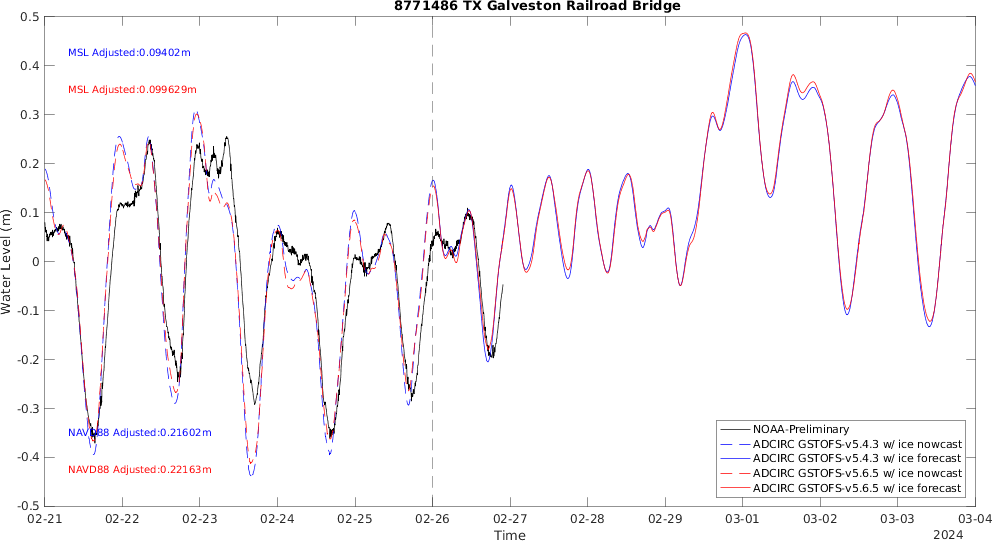 8771486 TX Galveston Railroad Bridge
0.5
0.4
0.3
0.2
0.1
0
-0.1
-0.2
-0.3
-0.4
-0.5
Water Level (m)
MSL Adjusted:0.09402m
MSL Adjusted:0.099629m
NAVD88 Adjusted:0.21602m
NAVD88 Adjusted:0.22163m
NOAA-Preliminary
ADCIRC GSTOFS-v5.4.3 w/ ice nowcast
ADCIRC GSTOFS-v5.4.3 w/ ice forecast
ADCIRC GSTOFS-v5.6.5 w/ ice nowcast
ADCIRC GSTOFS-v5.6.5 w/ ice forecast
02-21 02-22 02-23 02-24 02-25 02-26 02-27 02-28 02-29 03-01 03-02 03-03 03-04
Time
2024